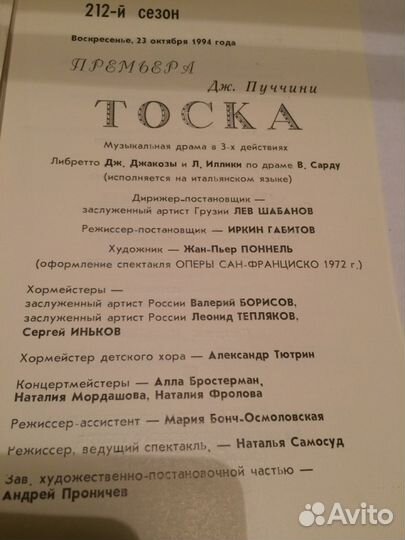 212-й сезон
Воскресенье, 23 октября 1994 года
ПРЕМЬЕРА
Дж. Пуччини
ТОСКА
Музыкальная драма в 3-х действиях
Либретто Дж. Джакозы и Л. Иллики по драме В. Сарду
(исполняется на итальянском языке)
Дирижер-постановщик —
заслуженный артист Грузии ЛЕВ ШАБАНОВ
Режиссер-постановщик — ИРКИН ГАБИТОВ
Художник — Жан-Пьер ПОННЕЛЬ
(оформление спектакля ОПЕРЫ САН-ФРАНЦИСКО 1972 г.)
Хормейстеры —
заслуженный артист России Валерий БОРИСОВ,
заслуженный артист России Леонид ТЕПЛЯКОВ,
Сергей ИНЬКОВ
Хормейстер детского хора — Александр Тютрин
Концертмейстеры — Алла Бростерман,
Наталия Мордашова, Наталия Фролова
Режиссер-ассистент — Мария Бонч-Осмоловская
Режиссер, ведущий спектакль, — Наталья Самосуд
Зав. художественно-постановочной частью —
Андрей Проничев
Avito